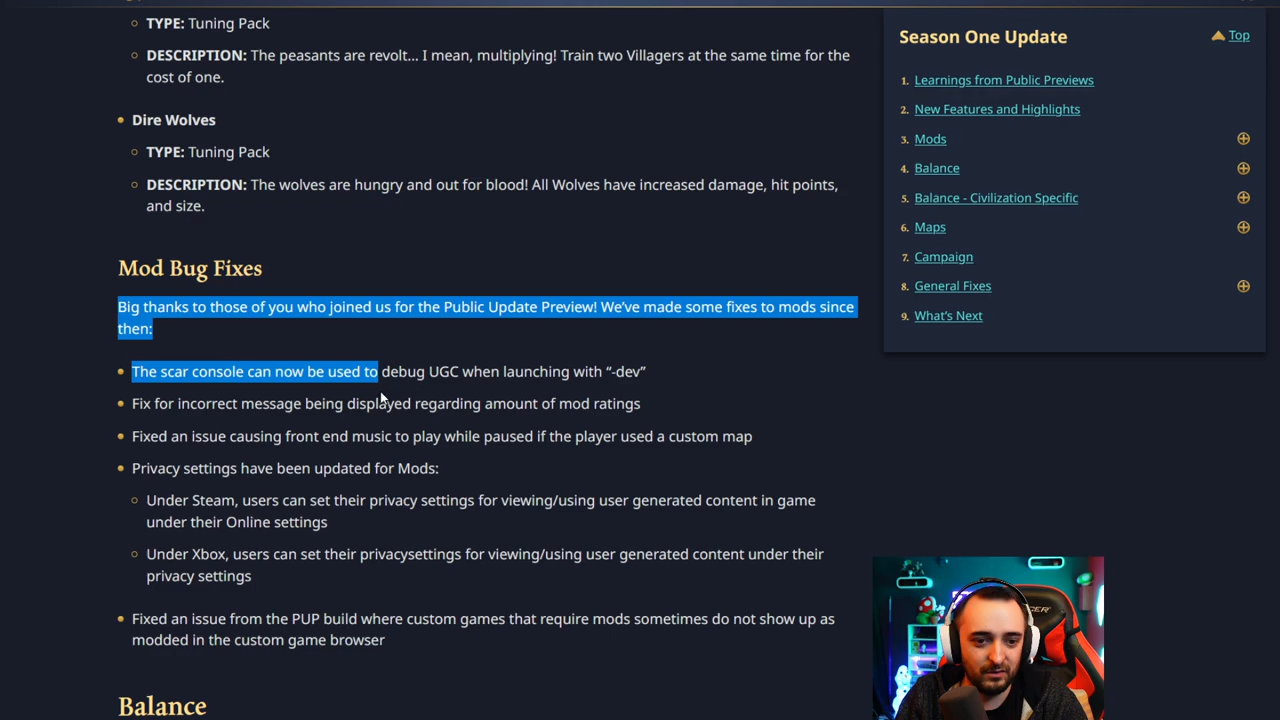 TYPE: Tuning Pack
DESCRIPTION: The peasants are revolt... I mean, multiplying! Train two Villagers at the same time for the
cost of one.
Dire Wolves
TYPE: Tuning Pack
DESCRIPTION: The wolves are hungry and out for blood! All Wolves have increased damage, hit points,
and size.
Mod Bug Fixes
Big thanks to those of you who joined us for the Public Update Preview! We’ve made some fixes to mods since
then:
The scar console can now be used to debug UGC when launching with “-dev”
Fix for incorrect message being displayed regarding amount of mod ratings
Fixed an issue causing front end music to play while paused if the player used a custom map
Privacy settings have been updated for Mods:
Under Steam, users can set their privacy settings for viewing/using user generated content in game
under their Online settings
Under Xbox, users can set their privacysettings for viewing/using user generated content under their
privacy settings
Fixed an issue from the PUP build where custom games that require mods sometimes do not show up as
modded in the custom game browser
Balance
Season One Update
Top
1. Learnings from Public Previews
2. New Features and Highlights
3. Mods
4. Balance
5. Balance - Civilization Specific
6. Maps
7. Campaign
8. General Fixes
9. What’s Next